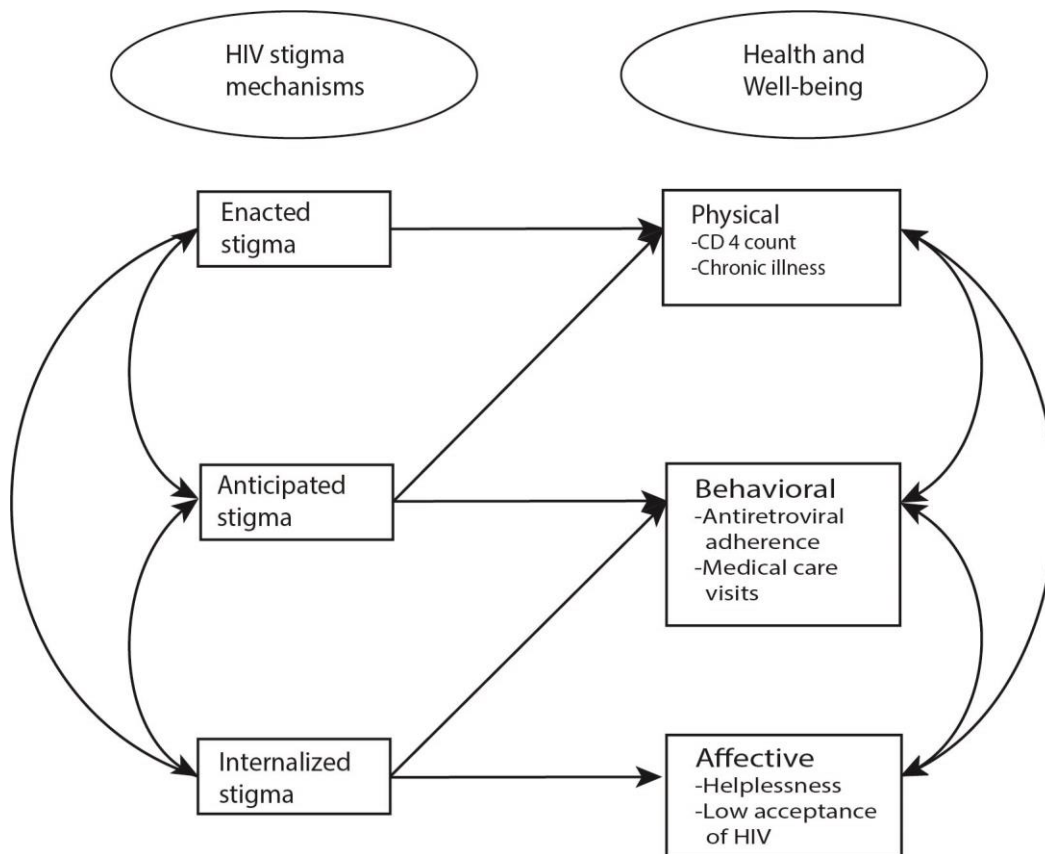 HIV stigma
mechanisms
Health and
Well-being
Enacted
stigma
Physical
-CD 4 count
-Chronic illness
Anticipated
stigma
Behavioral
-Antiretroviral
adherence
-Medical care
visits
Internalized
stigma
Affective
-Helplessness
-Low acceptance
of HIV